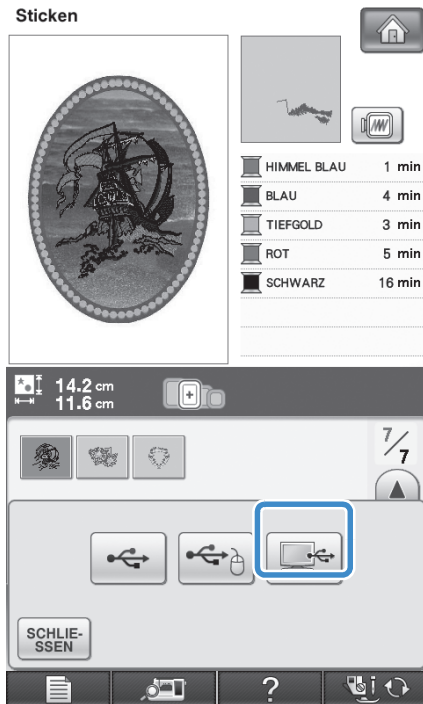 Sticken
HIMMEL BLAU 1 min
BLAU 4 min
TIEFGOLD 3 min
ROT 5 min
SCHWARZ 16 min
14.2 cm
11.6 cm
7/7
SCHLIE-
SSEN
?